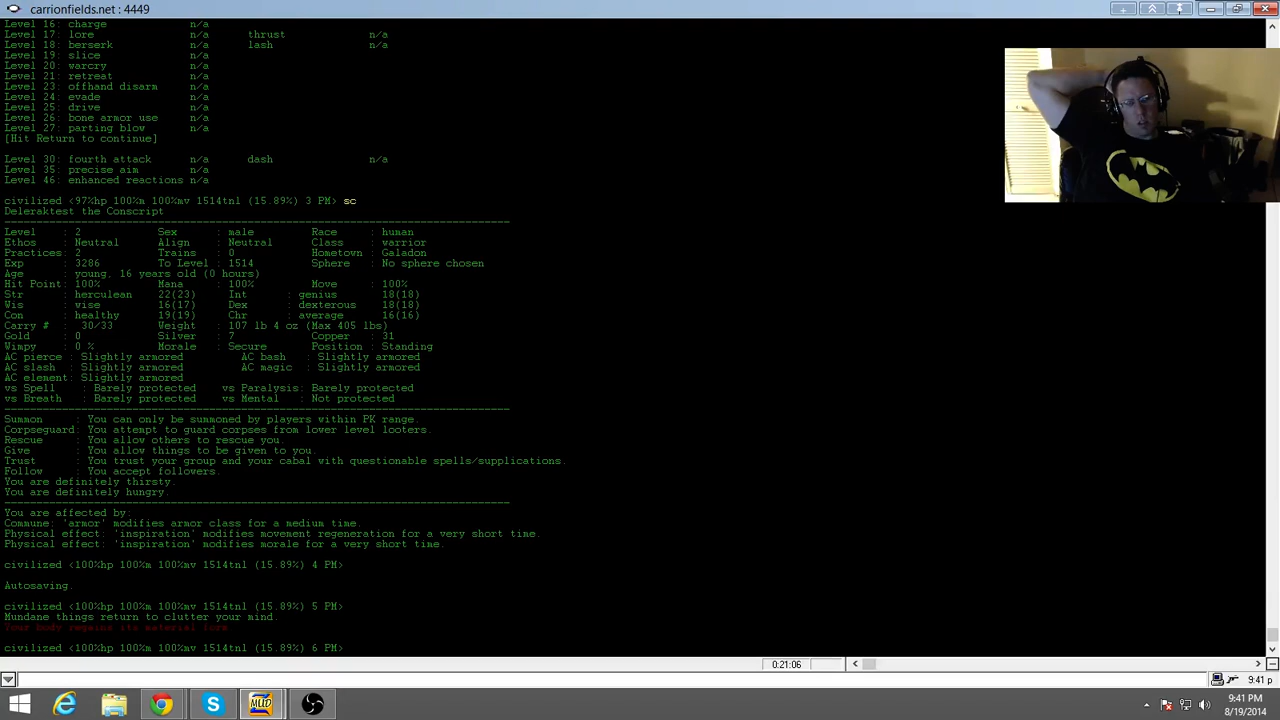 carrionfields.net : 4449
Level 16: charge n/a
Level 17: lore n/a thrust n/a
Level 18: berserk n/a lash n/a
Level 19: slice n/a
Level 20: warcry n/a
Level 21: retreat n/a
Level 23: offhand disarm n/a
Level 24: evade n/a
Level 25: drive n/a
Level 26: bone armor use n/a
Level 27: parting blow n/a
[Hit Return to continue]
Level 30: fourth attack n/a dash n/a
Level 35: precise aim n/a
Level 46: enhanced reactions n/a
civilized <97%hp 100%m 100%mv 1514tnl (15.89%) 3 PM>
Deleraktest the Conscript
Level : 2 Sex : male Race : human
Ethos : Neutral Align : Neutral Class : warrior
Practices: 2 Trains : 0 Hometown : Galadon
Exp : 3286 To Level : 1514 Sphere : No sphere chosen
Age : young, 16 years old (0 hours)
Hit Point: 100% Mana : 100% Move : 100%
Str : herculean 22(23) Int : genius 18(18)
Wis : wise 16(17) Dex : dexterous 18(18)
Con : healthy 19(19) Chr : average 16(16)
Carry # : 30/33 Weight : 107 lb 4 oz (Max 405 lbs)
Gold : 0 Silver : 7 Copper : 31
Wimpy : 0 % Morale : Secure Position : Standing
AC pierce : Slightly armored AC bash : Slightly armored
AC slash : Slightly armored AC magic : Slightly armored
AC element: Slightly armored
vs Spell : Barely protected vs Paralysis: Barely protected
vs Breath : Barely protected vs Mental : Not protected
Summon : You can only be summoned by players within PK range.
Corpseguard: You attempt to guard corpses from lower level looters.
Rescue : You allow others to rescue you.
Give : You allow things to be given to you.
Trust : You trust your group and your cabal with questionable spells/supplications.
Follow : You accept followers.
You are definitely thirsty.
You are definitely hungry.
You are affected by:
Commune: 'armor' modifies armor class for a medium time.
Physical effect: 'inspiration' modifies movement regeneration for a very short time.
Physical effect: 'inspiration' modifies morale for a very short time.
civilized <100%hp 100%m 100%mv 1514tnl (15.89%) 4 PM>
Autosaving.
civilized <100%hp 100%m 100%mv 1514tnl (15.89%) 5 PM>
Mundane things return to clutter your mind.
Your body regains its material form
civilized <100%hp 100%m 100%mv 1514tnl (15.89%) 6 PM>
0:21:06
9:41 p
9:41 PM
8/19/2014